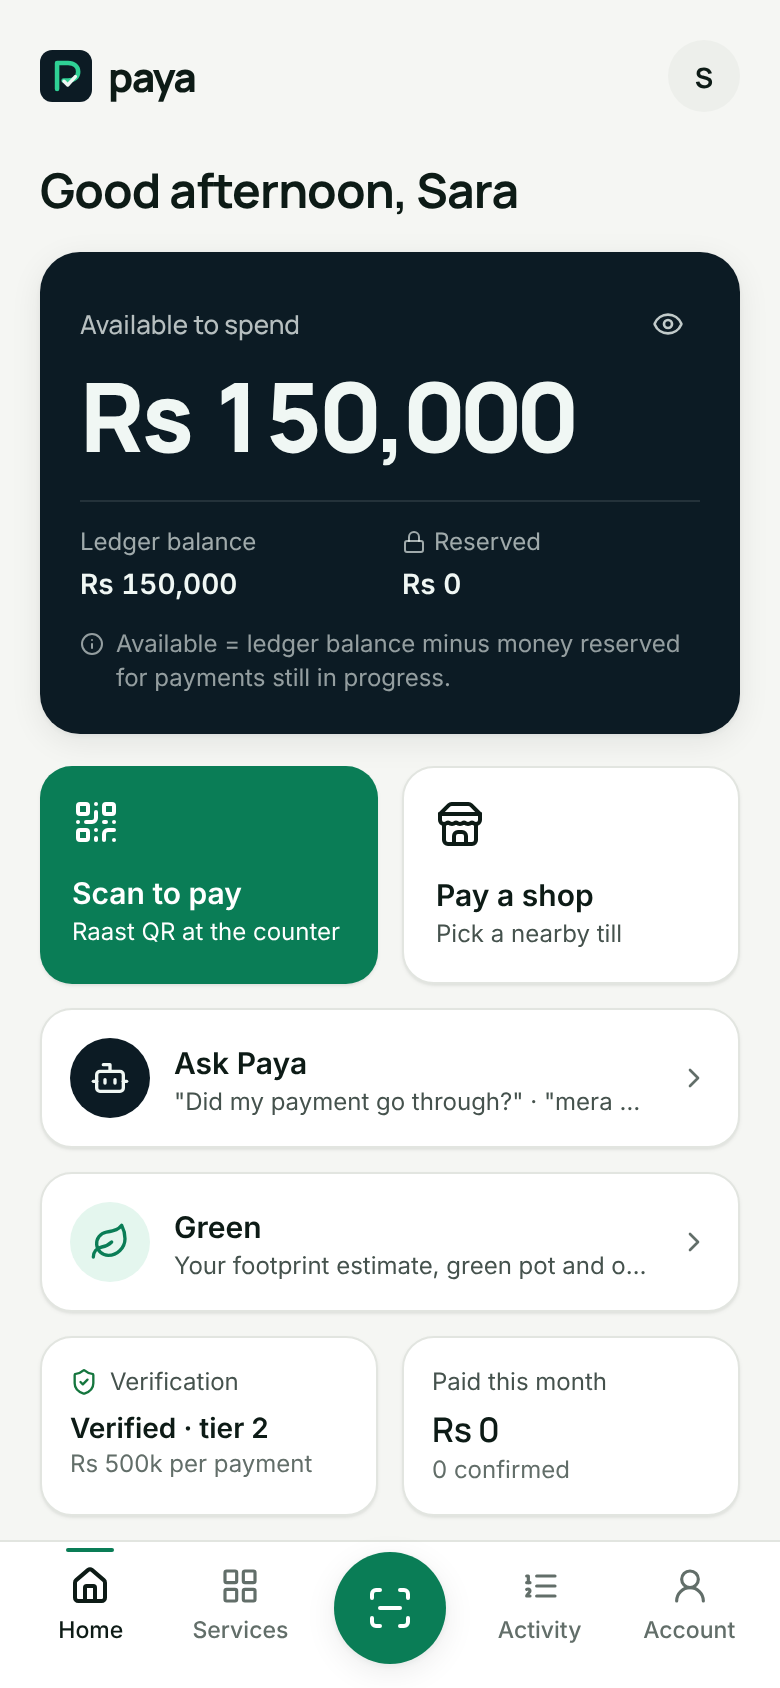 paya
S
Good afternoon, Sara
Available to spend
Rs 150,000
Ledger balance
Reserved
Rs 150,000
Rs 0
Available = ledger balance minus money reserved
for payments still in progress.
Scan to pay
Raast QR at the counter
Pay a shop
Pick a nearby till
Ask Paya
"Did my payment go through?" · "mera ...
Green
Your footprint estimate, green pot and o...
Verification
Verified · tier 2
Rs 500k per payment
Paid this month
Rs 0
0 confirmed
Home
Services
Activity
Account